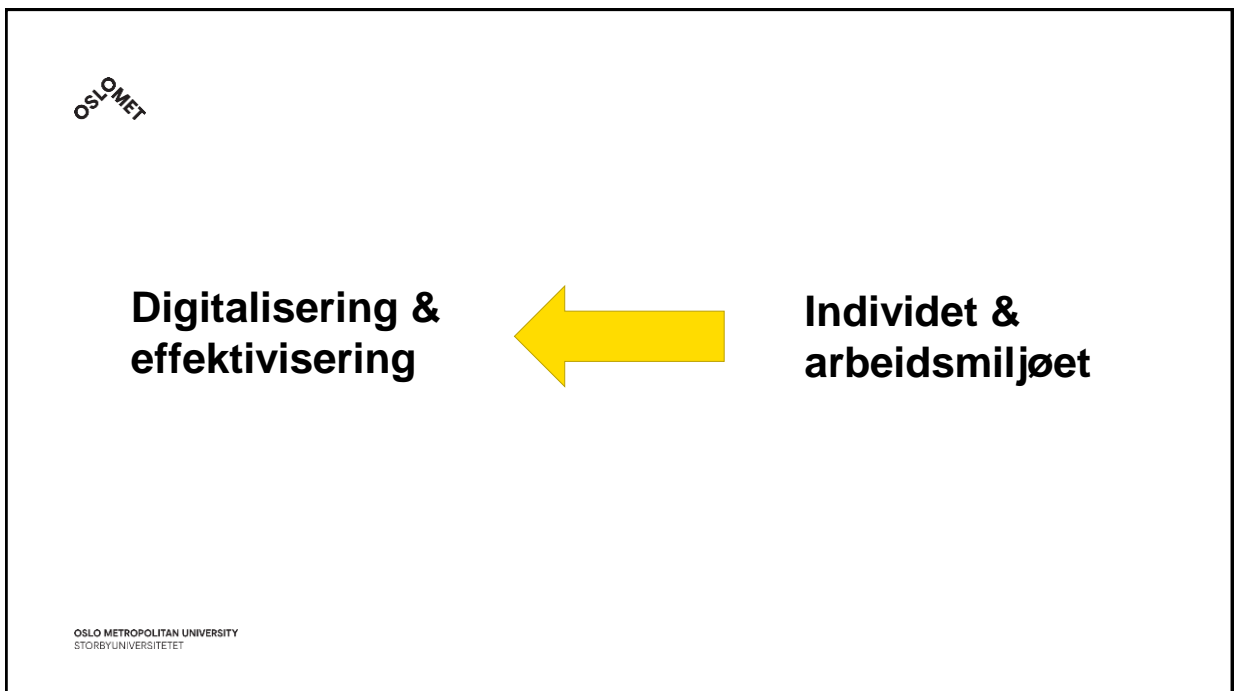 OSLOMET
Digitalisering &
effektivisering
Individet &
arbeidsmiljøet
OSLO METROPOLITAN UNIVERSITY
STORBYUNIVERSITETET